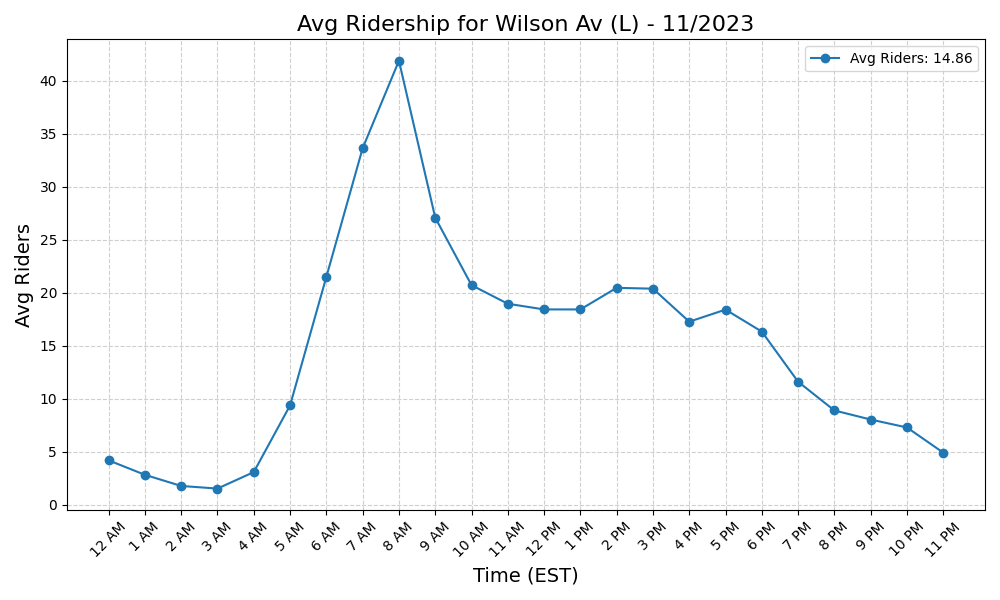 Avg Ridership for Wilson Av (L) - 11/2023
Avg Riders: 14.86
Avg Riders
40
35
30
25
20
15
10
5
0
12 AM
1 AM
2 AM
3 AM
4 AM
5 AM
6 AM
7 AM
8 AM
9 AM
10 AM
11 AM
12 PM
1 PM
2 PM
3 PM
4 PM
5 PM
6 PM
7 PM
8 PM
9 PM
10 PM
11 PM
Time (EST)